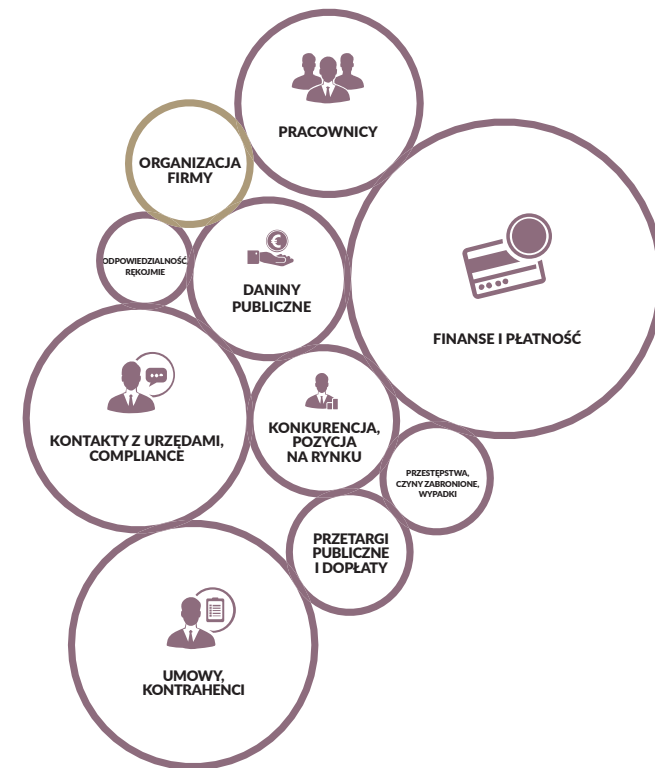 PRACOWNICY
ORGANIZACJA
FIRMY
ODPOWIEDZIALNOŚĆ,
RĘKOJMIE
DANINY
PUBLICZNE
FINANSE I PŁATNOŚĆ
KONTAKTY Z URZĘDAMI,
COMPLIANCE
KONKURENCJA,
POZYCJA
NA RYNKU
PRZESTĘPSTWA,
CZYNY ZABRONIONE,
WYPADKI
PRZETARGI
PUBLICZNE
I DOPŁATY
UMOWY,
KONTRAHENCI